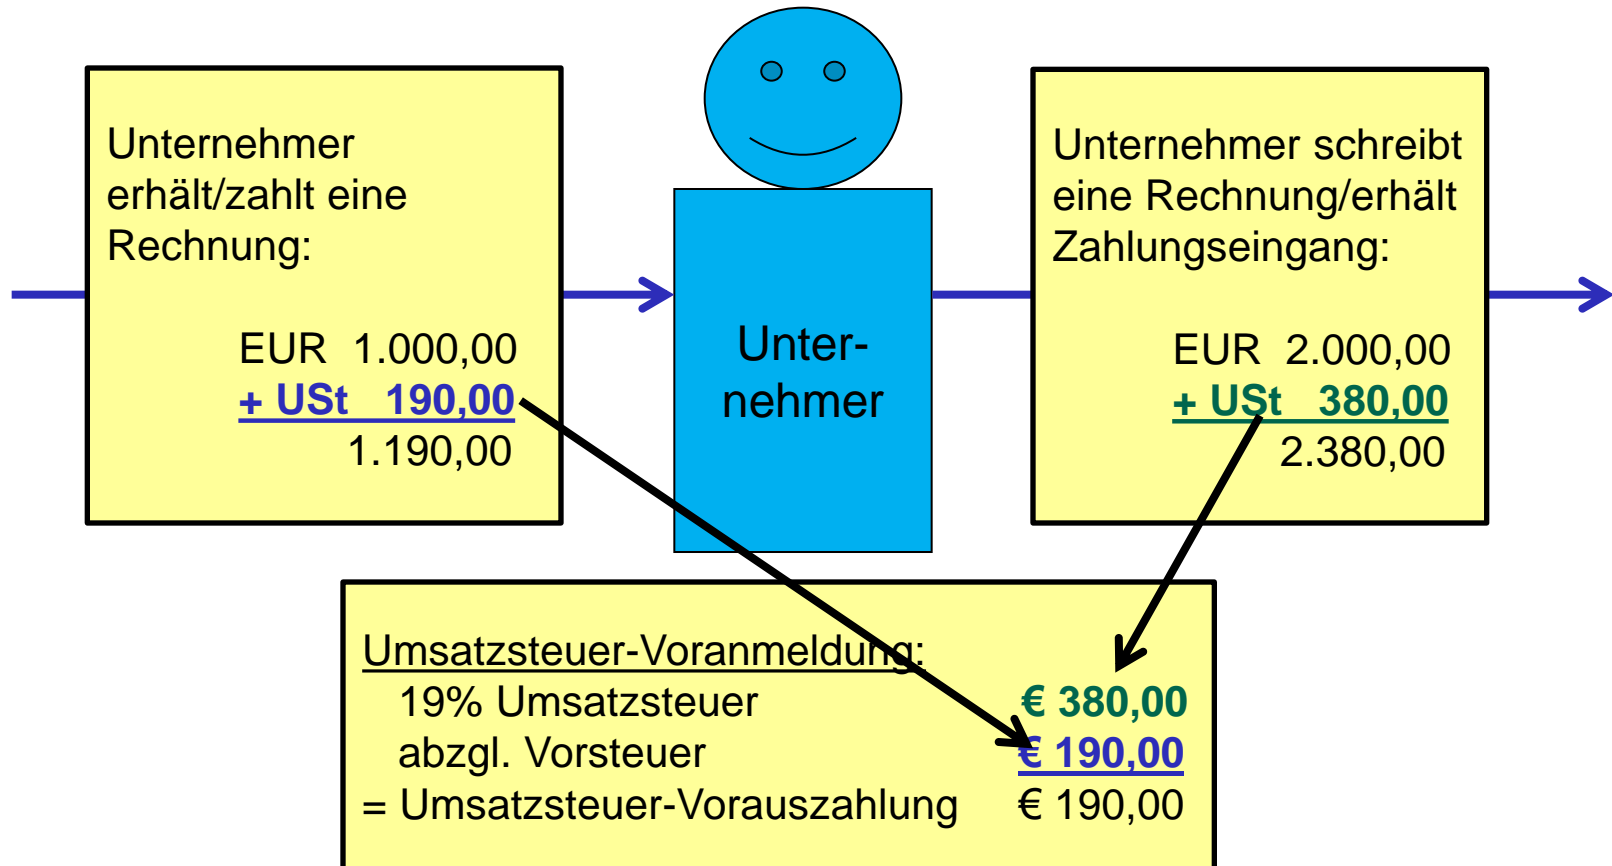 Unternehmer
erhält/zahlt eine
Rechnung:
EUR 1.000,00
+ USt 190,00
1.190,00
Unter-
nehmer
Unternehmer schreibt
eine Rechnung/erhält
Zahlungseingang:
EUR 2.000,00
+ USt 380,00
2.380,00
Umsatzsteuer-Voranmeldung:
19% Umsatzsteuer € 380,00
abzgl. Vorsteuer € 190,00
= Umsatzsteuer-Vorauszahlung € 190,00